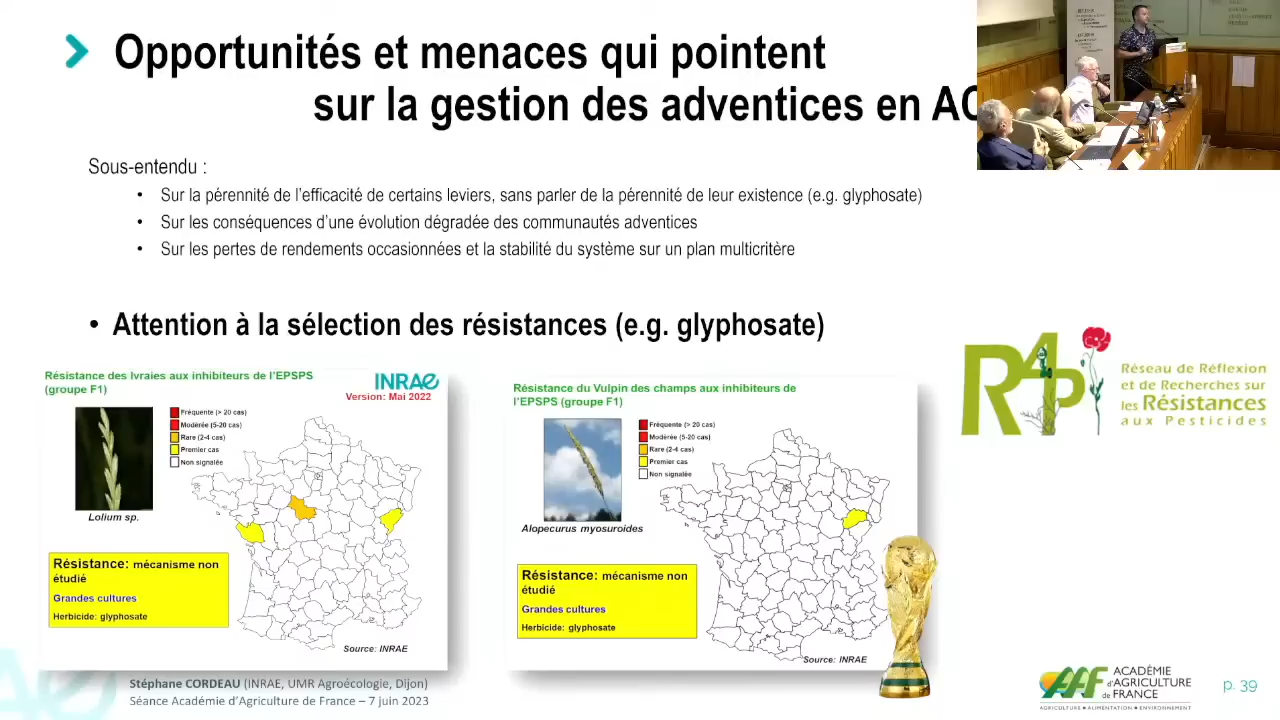 Opportunités et menaces qui pointent
sur la gestion des adventices en AC
Sous-entendu :
• Sur la pérennité de l'efficacité de certains leviers, sans parler de la pérennité de leur existence (e.g. glyphosate)
• Sur les conséquences d'une évolution dégradée des communautés adventices
• Sur les pertes de rendements occasionnées et la stabilité du système sur un plan multicritère
• Attention à la sélection des résistances (e.g. glyphosate)
Résistance des Ivraies aux inhibiteurs de l'EPSPS
(groupe F1)
INRAE
Version: Mai 2022
Fréquente (> 20 cas)
Modérée (5-20 cas)
Rare (2-4 cas)
Premier cas
Non signalée
Lolium sp.
Résistance: mécanisme non
étudié
Grandes cultures
Herbicide: glyphosate
Source: INRAE
Résistance du Vulpin des champs aux inhibiteurs de
l'EPSPS (groupe F1)
Fréquente (> 20 cas)
Modérée (5-20 cas)
Rare (2-4 cas)
Premier cas
Non signalée
Alopecurus myosuroides
Résistance: mécanisme non
étudié
Grandes cultures
Herbicide: glyphosate
Source: INRAE
R4P
Réseau de Réflexion
et de Recherches sur
les Résistances
aux Pesticides
Stéphane CORDEAU (INRAE, UMR Agroécologie, Dijon)
Séance Académie d'Agriculture de France – 7 juin 2023
AAF
ACADÉMIE
d'AGRICULTURE
de FRANCE
AGRICULTURE • ALIMENTATION • ENVIRONNEMENT
p. 39